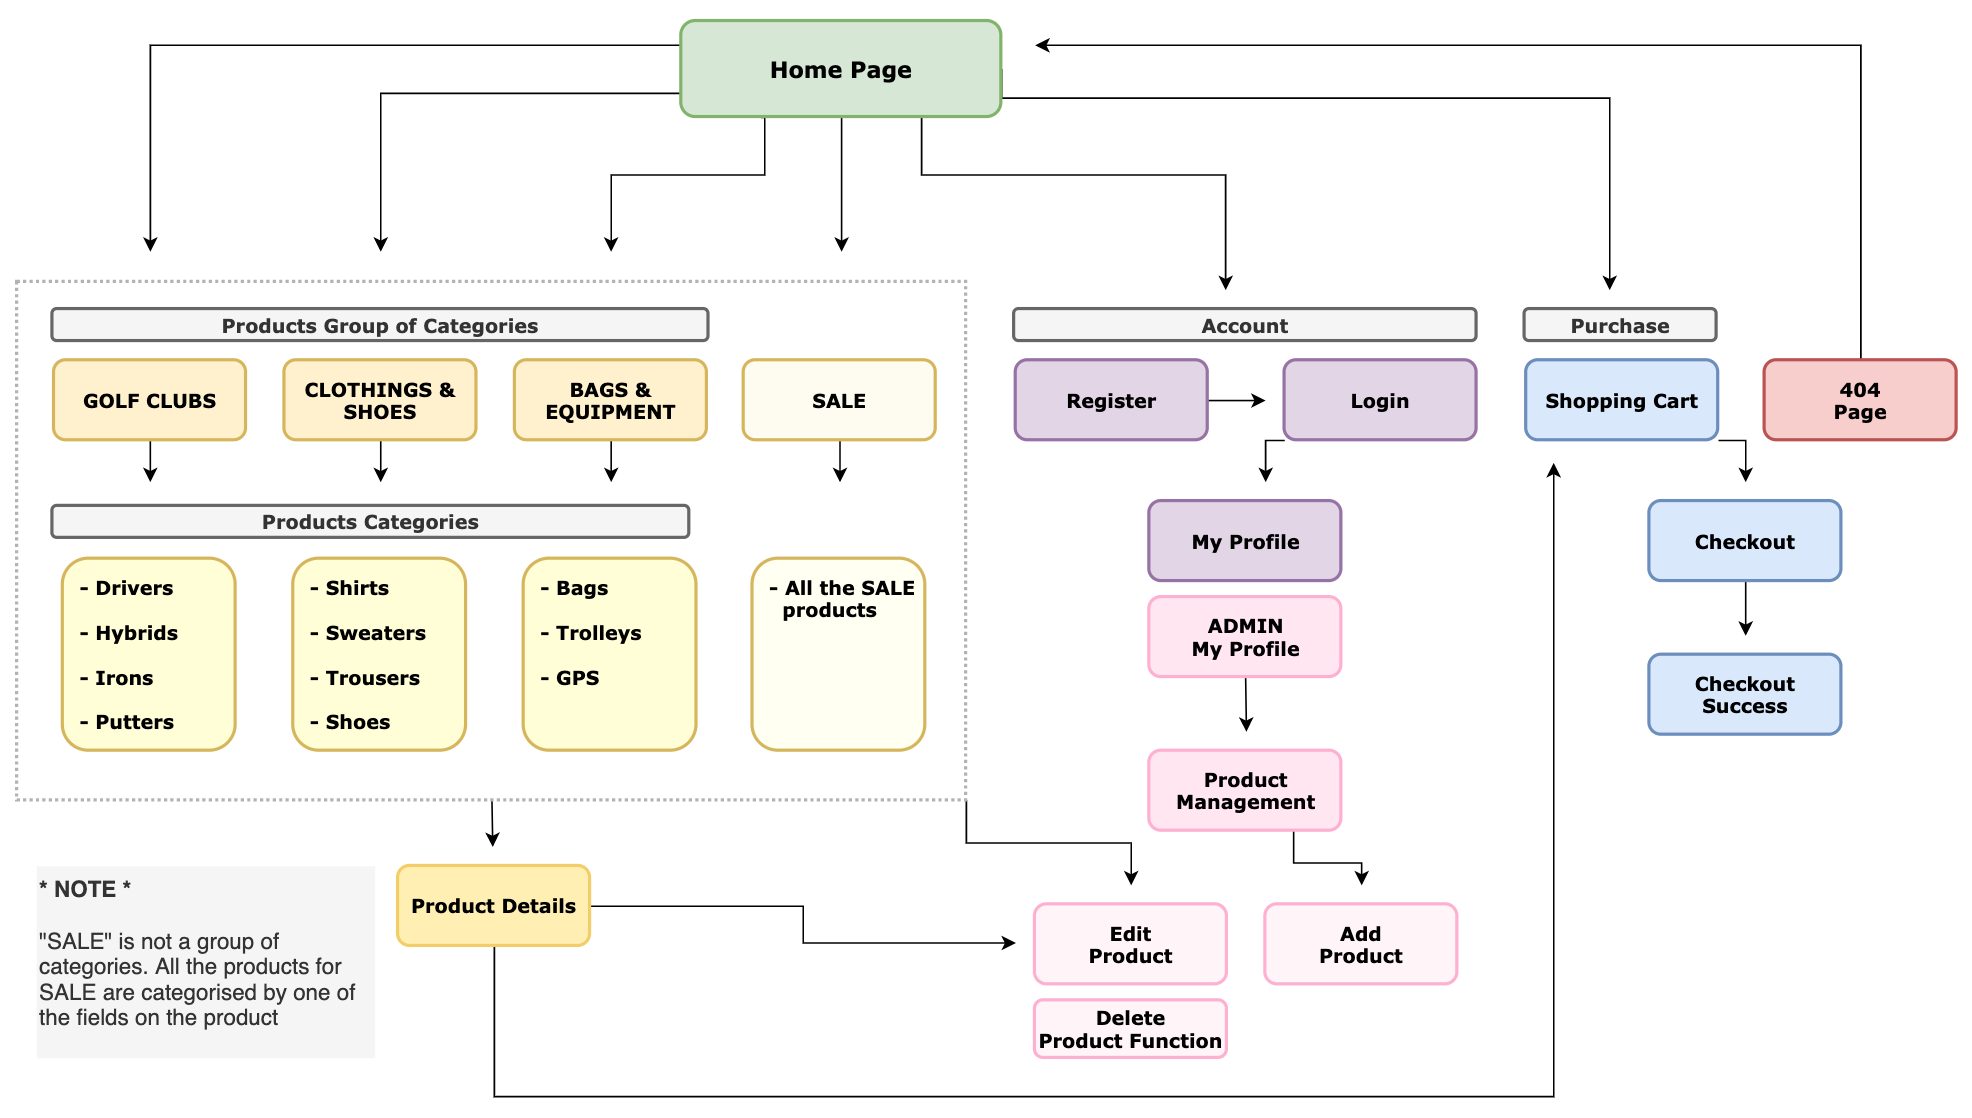 Home Page
Products Group of Categories
Account
Purchase
GOLF CLUBS
CLOTHINGS &
SHOES
BAGS &
EQUIPMENT
SALE
Register
Login
Shopping Cart
404
Page
Products Categories
- Drivers
- Hybrids
- Irons
- Putters
- Shirts
- Sweaters
- Trousers
- Shoes
- Bags
- Trolleys
- GPS
- All the SALE
products
My Profile
ADMIN
My Profile
Product
Management
Checkout
Checkout
Success
* NOTE *
"SALE" is not a group of
categories. All the products for
SALE are categorised by one of
the fields on the product
Product Details
Edit
Product
Add
Product
Delete
Product Function